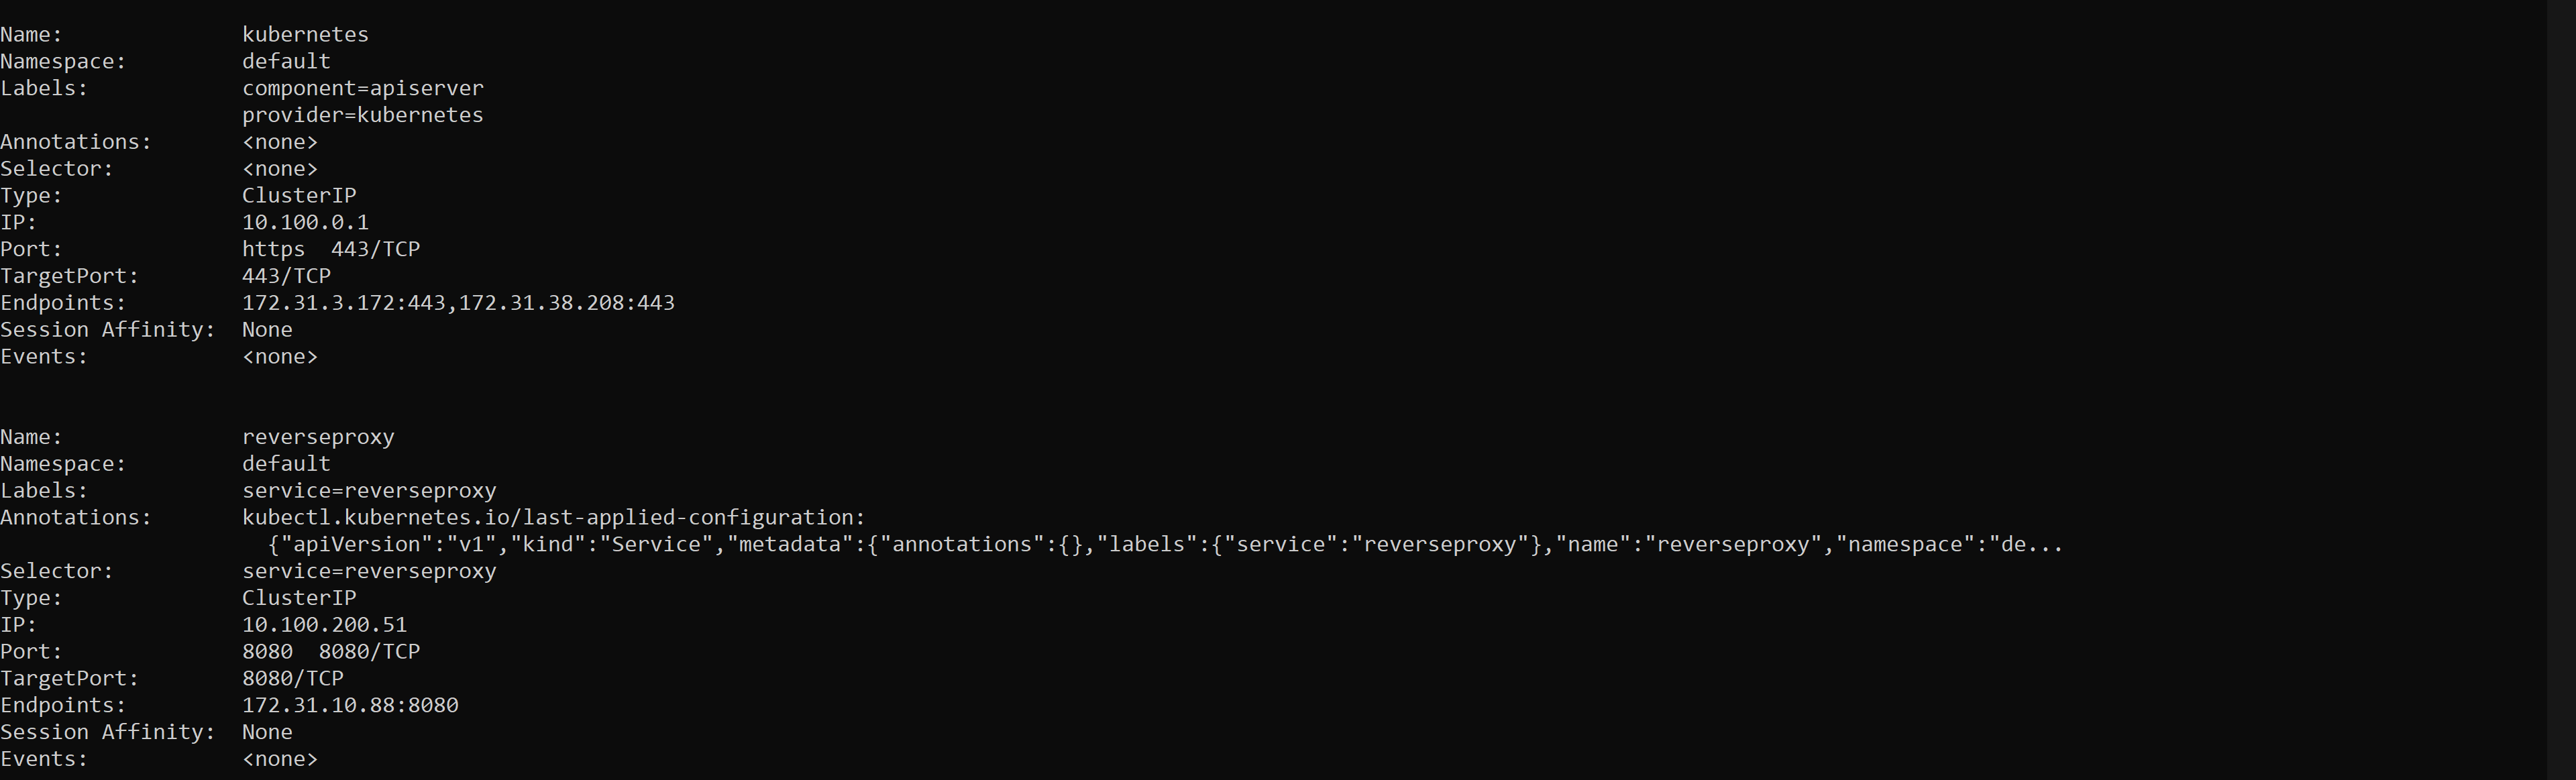 Name:              kubernetes
Namespace:         default
Labels:            component=apiserver
                   provider=kubernetes
Annotations:       <none>
Selector:          <none>
Type:              ClusterIP
IP:                10.100.0.1
Port:              https  443/TCP
TargetPort:        443/TCP
Endpoints:         172.31.3.172:443,172.31.38.208:443
Session Affinity:  None
Events:            <none>
Name:              reverseproxy
Namespace:         default
Labels:            service=reverseproxy
Annotations:       kubectl.kubernetes.io/last-applied-configuration:
                     {"apiVersion":"v1","kind":"Service","metadata":{"annotations":{},"labels":{"service":"reverseproxy"},"name":"reverseproxy","namespace":"de...
Selector:          service=reverseproxy
Type:              ClusterIP
IP:                10.100.200.51
Port:              8080  8080/TCP
TargetPort:        8080/TCP
Endpoints:         172.31.10.88:8080
Session Affinity:  None
Events:            <none>